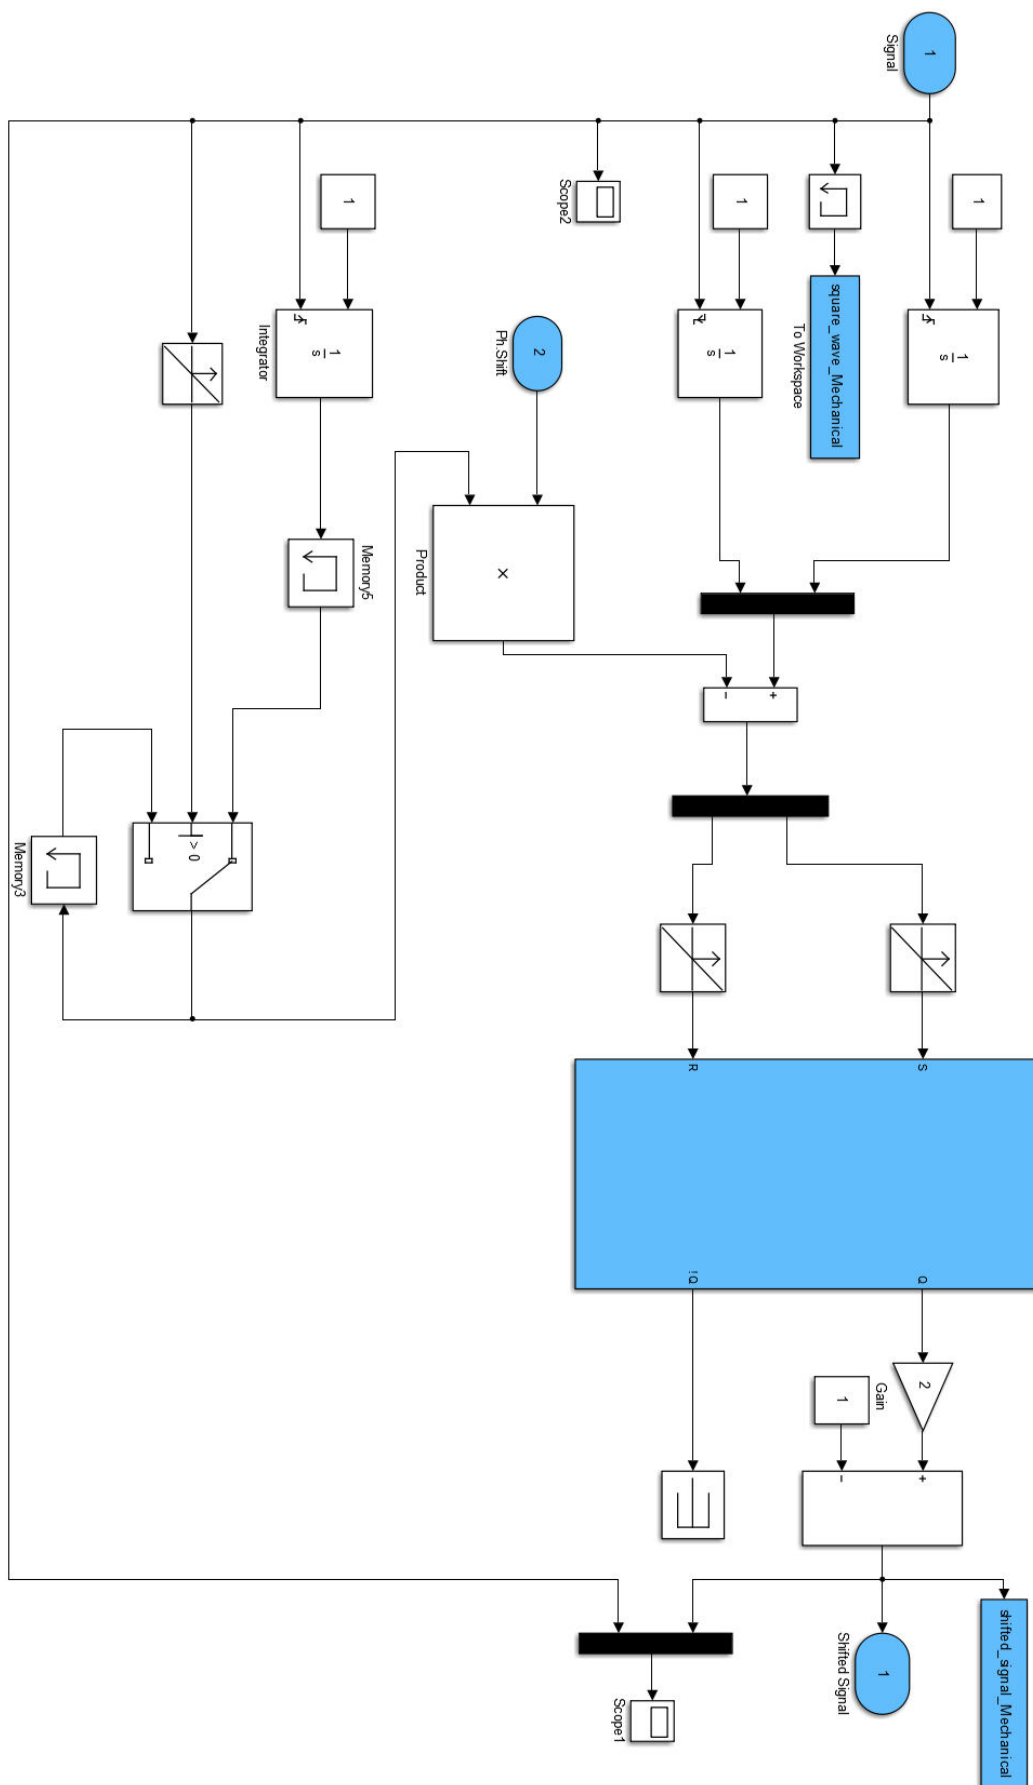 1
Signal
1
1
s
square_wave_Mechanical
To Workspace
1
1
s
Scope2
1
1
s
Integrator
2
Ph.Shift
×
Product
Memory5
> 0
Memory3
+
−
S
R
Q
!Q
2
Gain
1
+
−
shifted_signal_Mechanical
1
Shifted Signal
Scope1